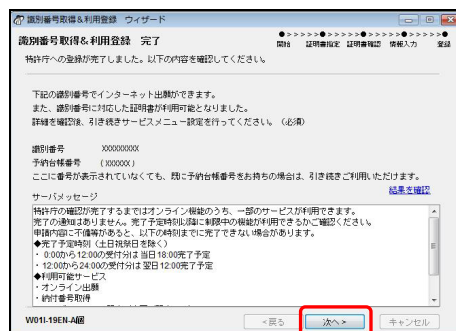 識別番号取得&利用登録 ウィザード
識別番号取得&利用登録 完了
●>>>>>●>>>>>●>>>>>●>>>>>●
開始 証明書指定 証明書確認 情報入力 登録
特許庁への登録が完了しました。以下の内容を確認してください。
下記の識別番号でインターネット出願ができます。
また、識別番号に対応した証明書が利用可能となりました。
詳細を確認後、引き続きサービスメニュー設定を行ってください。(必須)
識別番号 XXXXXXXXX
予納台帳番号 (XXXXXX)
ここに番号が表示されていなくても、既に予納台帳番号をお持ちの場合は、引き続きご利用いただけます。
結果を確認
サーバメッセージ
特許庁の確認が完了するまではオンライン機能のうち、一部のサービスが利用できます。
完了の通知はありません。完了予定時刻以降に制限中の機能が利用できるかご確認ください。
申請内容に不備等があると、以下の時刻までに完了できない場合があります。
◆完了予定時刻(土日祝祭日を除く)
・0:00から12:00の受付分は当日18:00完了予定
・12:00から24:00の受付分は翌日12:00完了予定
◆利用可能サービス
・オンライン出願
・納付番号取得
W01I-19EN-A画
<戻る 次へ> キャンセル